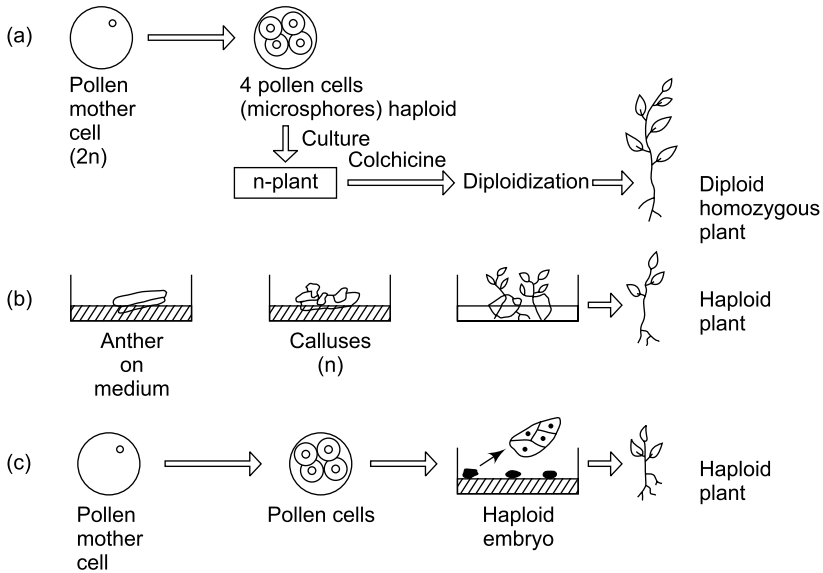 (a)
Pollen
mother
cell
(2n)
4 pollen cells
(microsphores) haploid
Culture
n-plant
Colchicine
Diploidization
Diploid
homozygous
plant
(b)
Anther
on
medium
Calluses
(n)
Haploid
plant
(c)
Pollen
mother
cell
Pollen cells
Haploid
embryo
Haploid
plant